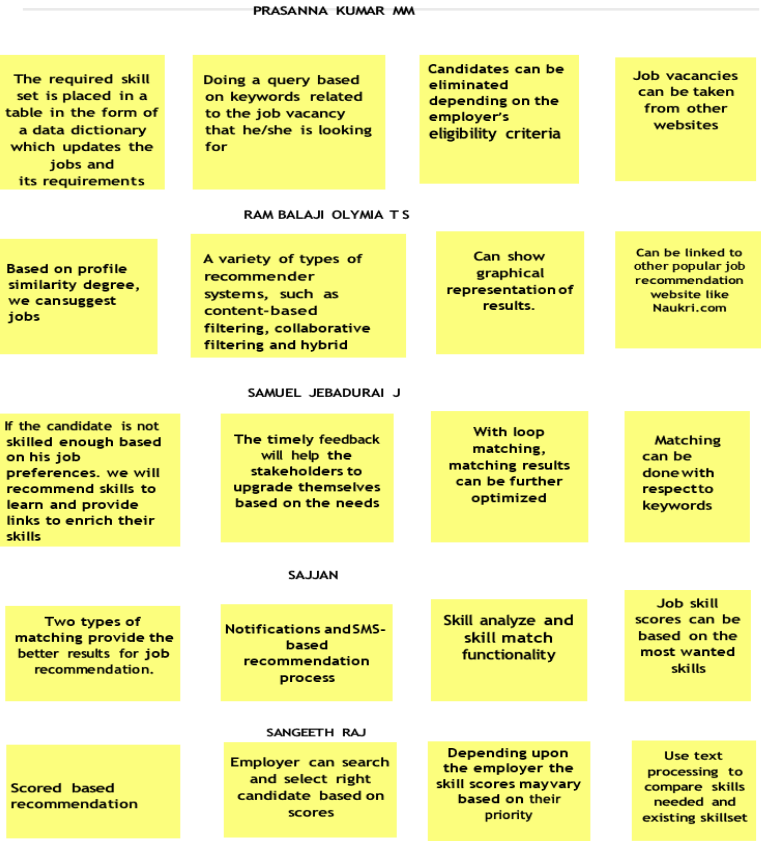 PRASANNA KUMAR MM
The required skill
set is placed in a
table in the form of
a data dictionary
which updates the
jobs and
its requirements
Doing a query based
on keywords related
to the job vacancy
that he/she is looking
for
Candidates can be
eliminated
depending on the
employer's
eligibility criteria
Job vacancies
can be taken
from other
websites
RAM BALAJI OLYMIA T S
Based on profile
similarity degree,
we cansuggest
jobs
A variety of types of
recommender
systems, such as
content-based
filtering, collaborative
filtering and hybrid
Can show
graphical
representation of
results.
Can be linked to
other popular job
recommendation
website like
Naukri.com
SAMUEL JEBADURAI J
If the candidate is not
skilled enough based
on his job
preferences. we will
recommend skills to
learn and provide
links to enrich their
skills
The timely feedback
will help the
stakeholders to
upgrade themselves
based on the needs
With loop
matching,
matching results
can be further
optimized
Matching
can be
done with
respect to
keywords
SAJJAN
Two types of
matching provide the
better results for job
recommendation.
Notifications and SMS-
based
recommendation
process
Skill analyze and
skill match
functionality
Job skill
scores can be
based on the
most wanted
skills
SANGEETH RAJ
Scored based
recommendation
Employer can search
and select right
candidate based on
scores
Depending upon
the employer the
skill scores may vary
based on their
priority
Use text
processing to
compare skills
needed and
existing skillset